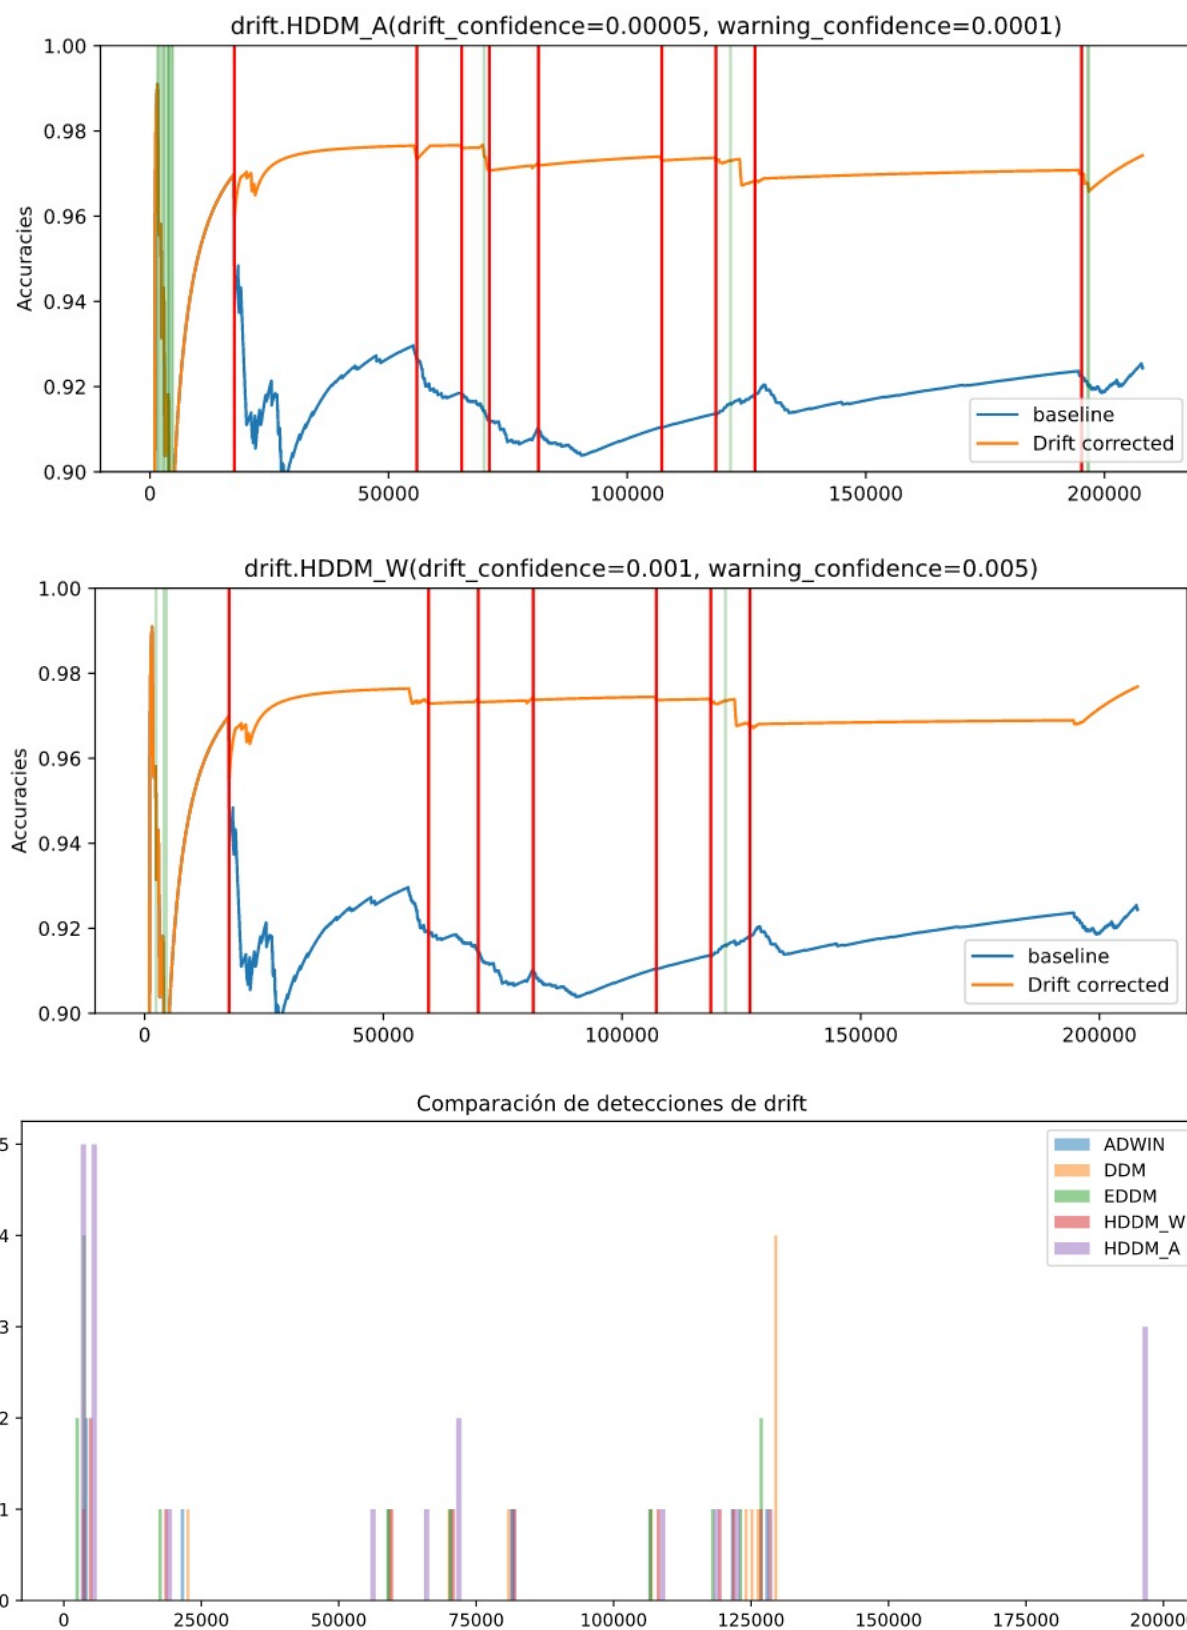 drift.HDDM_A(drift_confidence=0.00005, warning_confidence=0.0001)
1.00
0.98
0.96
0.94
0.92
0.90
Accuracies
baseline
Drift corrected
0 50000 100000 150000 200000
drift.HDDM_W(drift_confidence=0.001, warning_confidence=0.005)
1.00
0.98
0.96
0.94
0.92
0.90
Accuracies
baseline
Drift corrected
0 50000 100000 150000 200000
Comparación de detecciones de drift
5
4
3
2
1
0
ADWIN
DDM
EDDM
HDDM_W
HDDM_A
0 25000 50000 75000 100000 125000 150000 175000 20000